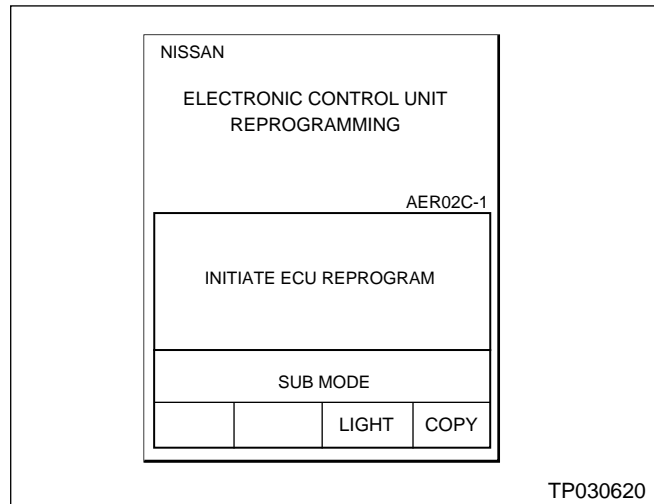 NISSAN
ELECTRONIC CONTROL UNIT
REPROGRAMMING
AER02C-1
INITIATE ECU REPROGRAM
SUB MODE
LIGHT COPY
TP030620